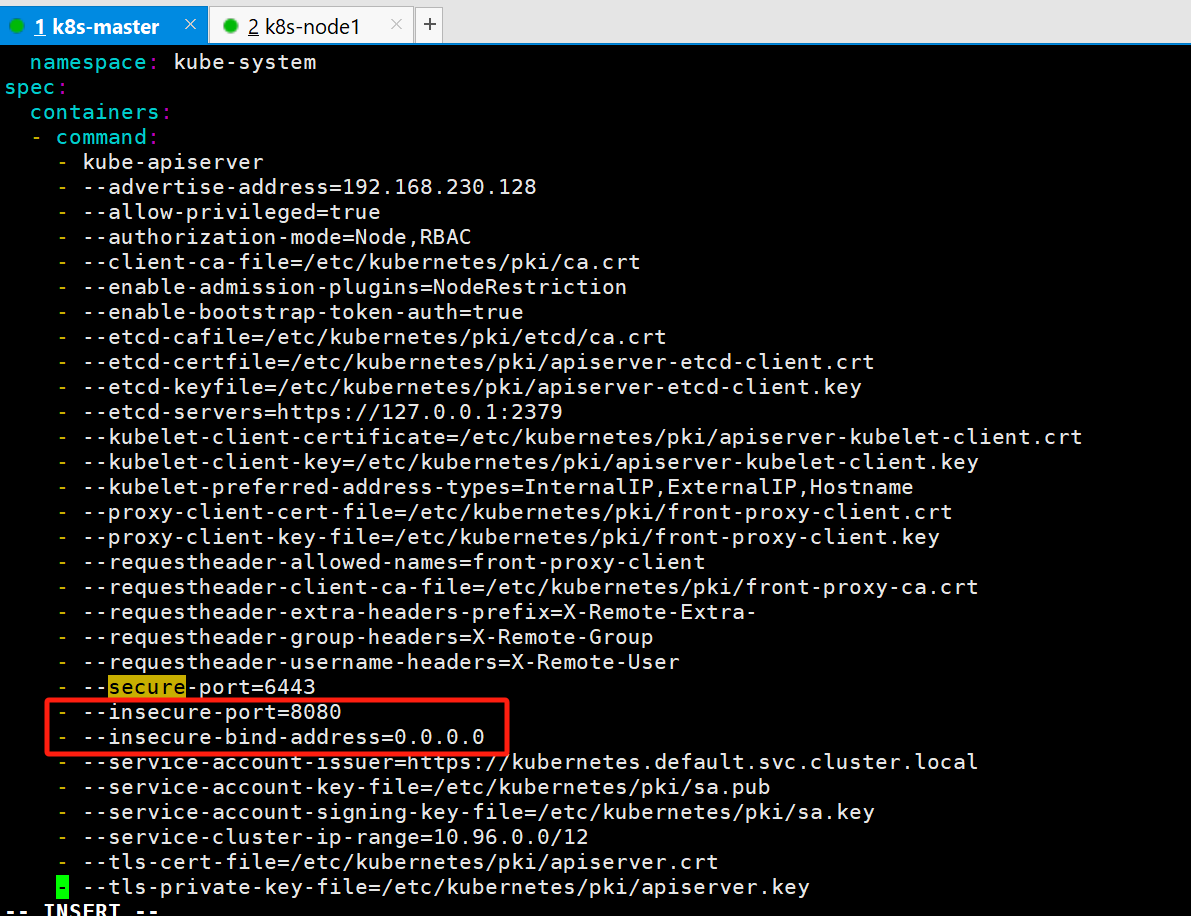 1 k8s-master × 2 k8s-node1 × +
namespace: kube-system
spec:
containers:
- command:
- kube-apiserver
- --advertise-address=192.168.230.128
- --allow-privileged=true
- --authorization-mode=Node,RBAC
- --client-ca-file=/etc/kubernetes/pki/ca.crt
- --enable-admission-plugins=NodeRestriction
- --enable-bootstrap-token-auth=true
- --etcd-cafile=/etc/kubernetes/pki/etcd/ca.crt
- --etcd-certfile=/etc/kubernetes/pki/apiserver-etcd-client.crt
- --etcd-keyfile=/etc/kubernetes/pki/apiserver-etcd-client.key
- --etcd-servers=https://127.0.0.1:2379
- --kubelet-client-certificate=/etc/kubernetes/pki/apiserver-kubelet-client.crt
- --kubelet-client-key=/etc/kubernetes/pki/apiserver-kubelet-client.key
- --kubelet-preferred-address-types=InternalIP,ExternalIP,Hostname
- --proxy-client-cert-file=/etc/kubernetes/pki/front-proxy-client.crt
- --proxy-client-key-file=/etc/kubernetes/pki/front-proxy-client.key
- --requestheader-allowed-names=front-proxy-client
- --requestheader-client-ca-file=/etc/kubernetes/pki/front-proxy-ca.crt
- --requestheader-extra-headers-prefix=X-Remote-Extra-
- --requestheader-group-headers=X-Remote-Group
- --requestheader-username-headers=X-Remote-User
- --secure-port=6443
- --insecure-port=8080
- --insecure-bind-address=0.0.0.0
- --service-account-issuer=https://kubernetes.default.svc.cluster.local
- --service-account-key-file=/etc/kubernetes/pki/sa.pub
- --service-account-signing-key-file=/etc/kubernetes/pki/sa.key
- --service-cluster-ip-range=10.96.0.0/12
- --tls-cert-file=/etc/kubernetes/pki/apiserver.crt
- --tls-private-key-file=/etc/kubernetes/pki/apiserver.key
-- INSERT --